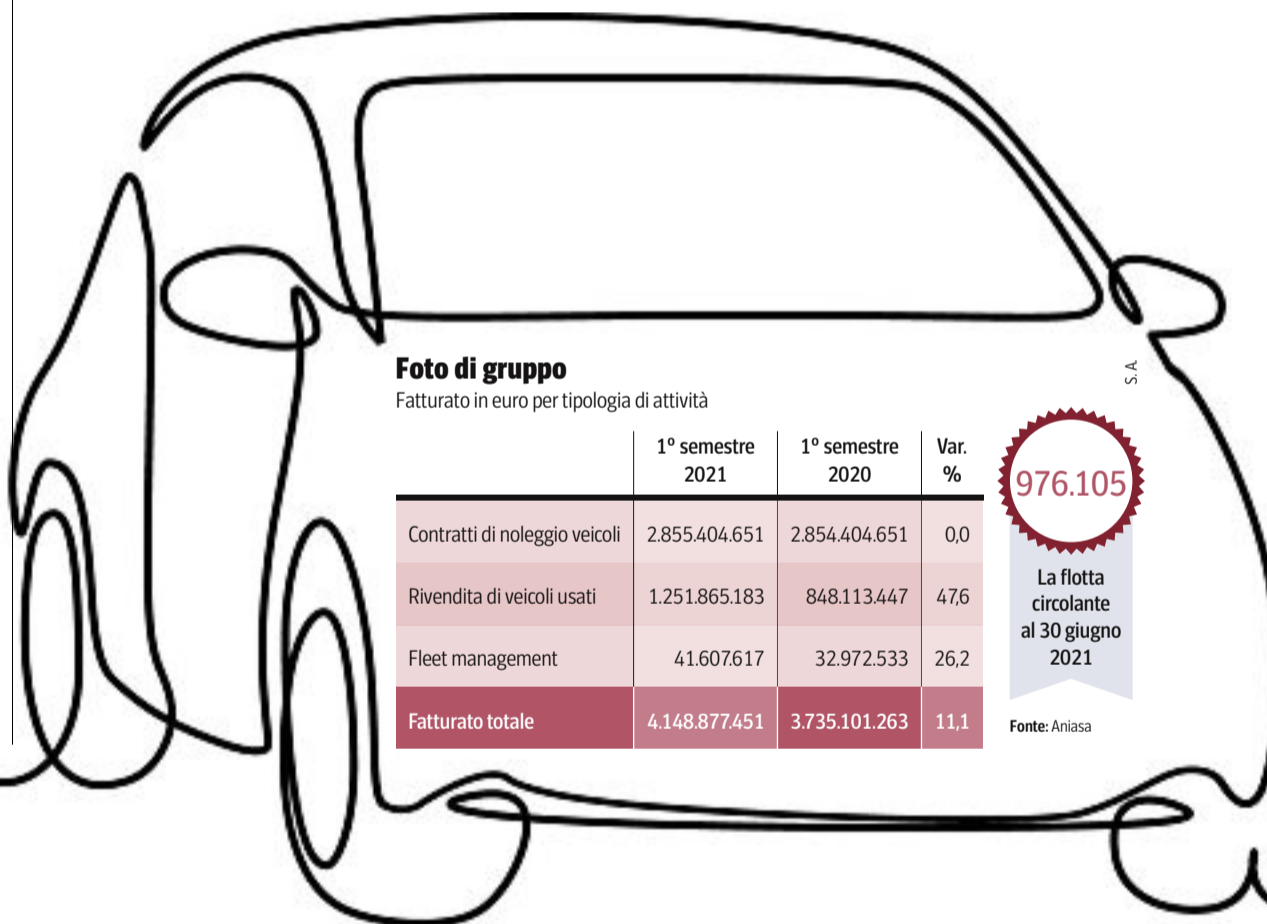 Foto di gruppo
Fatturato in euro per tipologia di attività
1º semestre 2021 1º semestre 2020 Var. %
Contratti di noleggio veicoli 2.855.404.651 2.854.404.651 0,0
Rivendita di veicoli usati 1.251.865.183 848.113.447 47,6
Fleet management 41.607.617 32.972.533 26,2
Fatturato totale 4.148.877.451 3.735.101.263 11,1
S. A.
976.105
La flotta
circolante
al 30 giugno
2021
Fonte: Aniasa